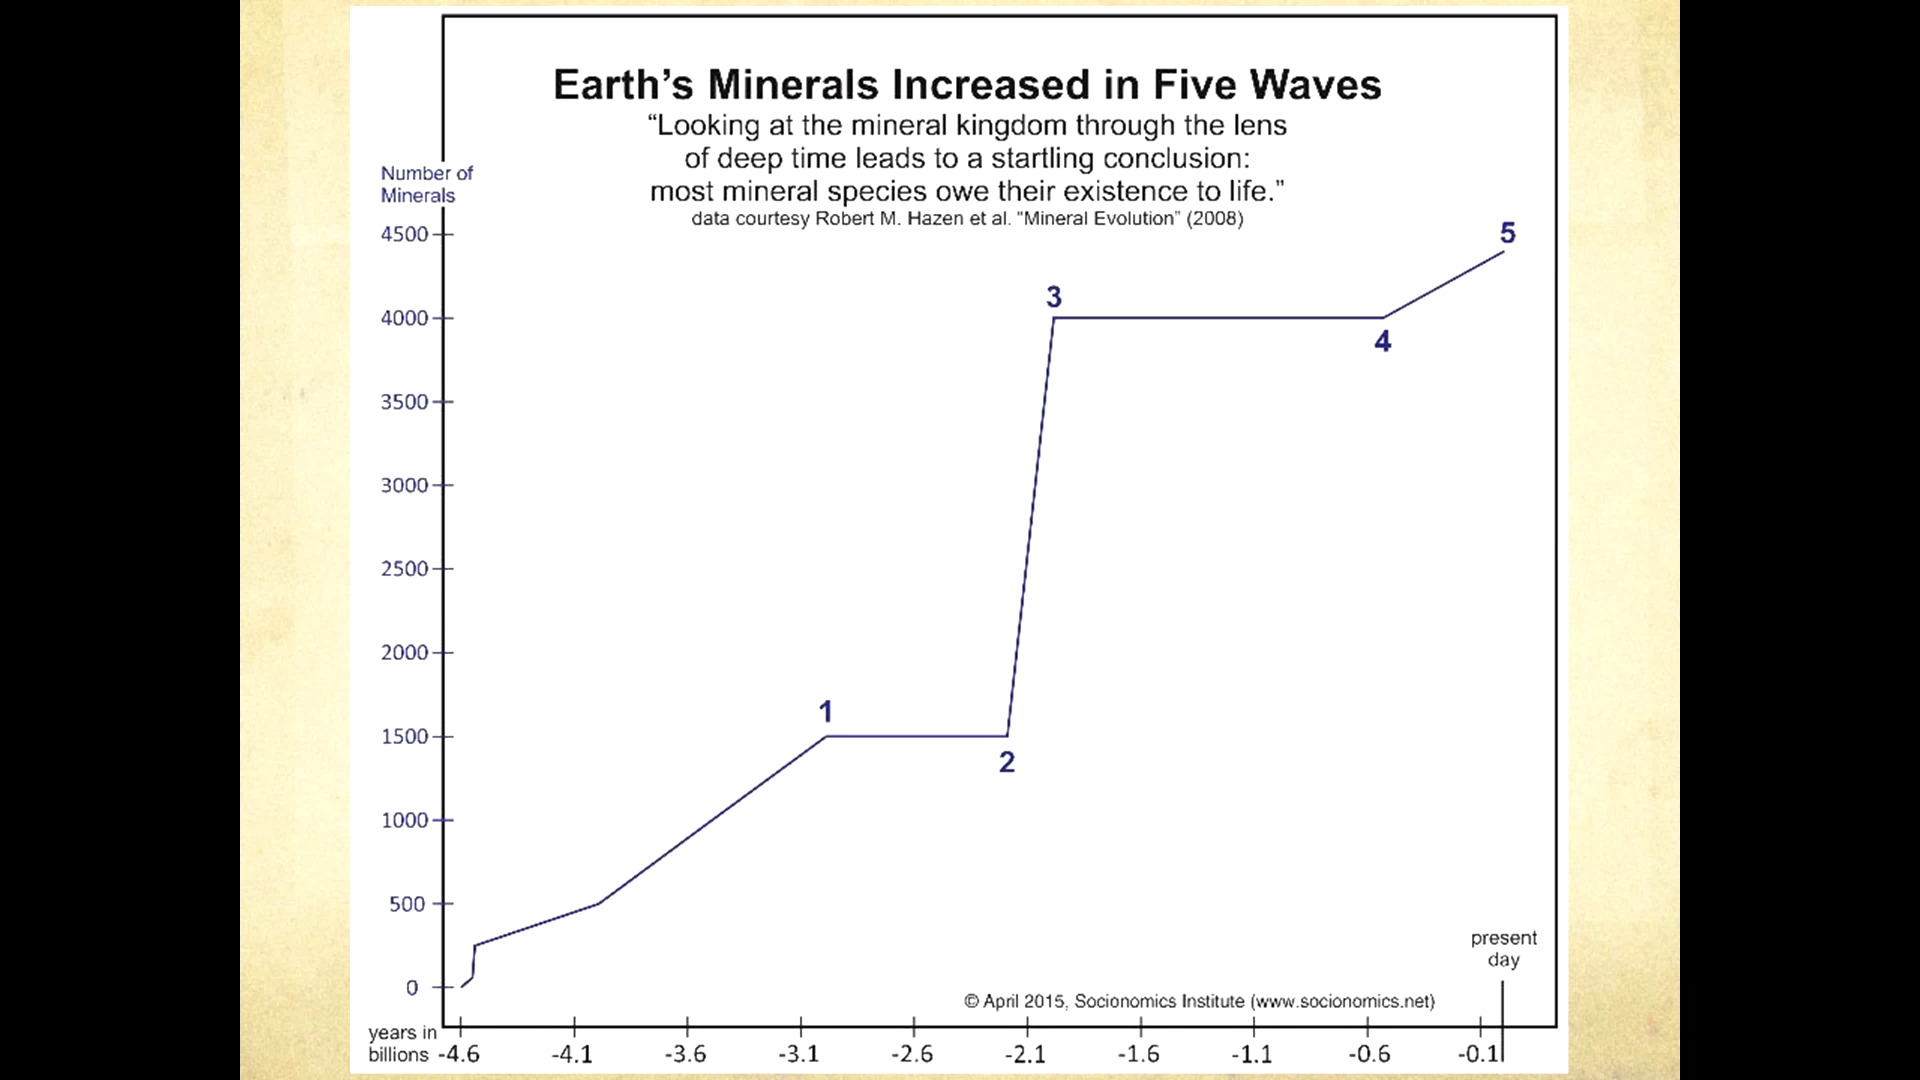 Earth’s Minerals Increased in Five Waves
“Looking at the mineral kingdom through the lens
of deep time leads to a startling conclusion:
most mineral species owe their existence to life.”
data courtesy Robert M. Hazen et al. "Mineral Evolution" (2008)
Number of
Minerals
4500
4000
3500
3000
2500
2000
1500
1000
500
0
1
2
3
4
5
present
day
© April 2015, Socionomics Institute (www.socionomics.net)
years in
billions
-4.6
-4.1
-3.6
-3.1
-2.6
-2.1
-1.6
-1.1
-0.6
-0.1